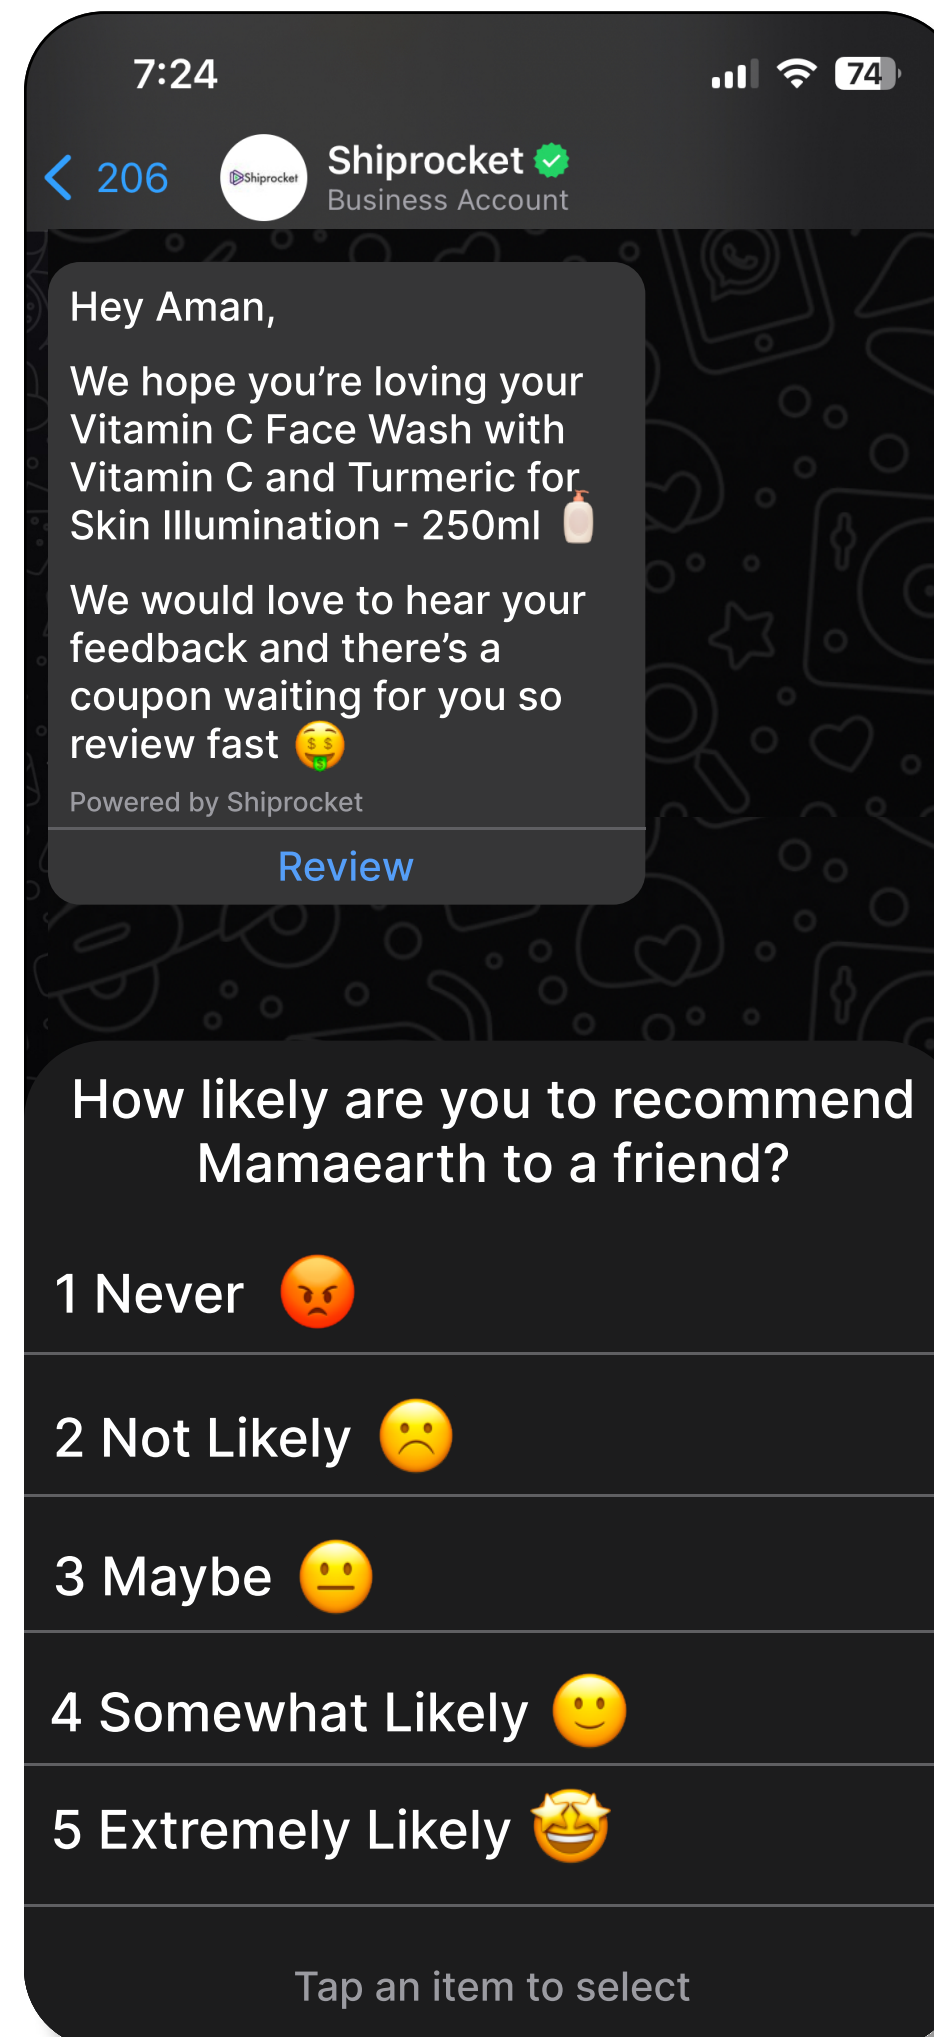 7:24
74
206
Shiprocket
Shiprocket
Business Account
Hey Aman,
We hope you’re loving your
Vitamin C Face Wash with
Vitamin C and Turmeric for
Skin Illumination - 250ml
We would love to hear your
feedback and there’s a
coupon waiting for you so
review fast
Powered by Shiprocket
Review
How likely are you to recommend
Mamaearth to a friend?
1 Never
2 Not Likely
3 Maybe
4 Somewhat Likely
5 Extremely Likely
Tap an item to select